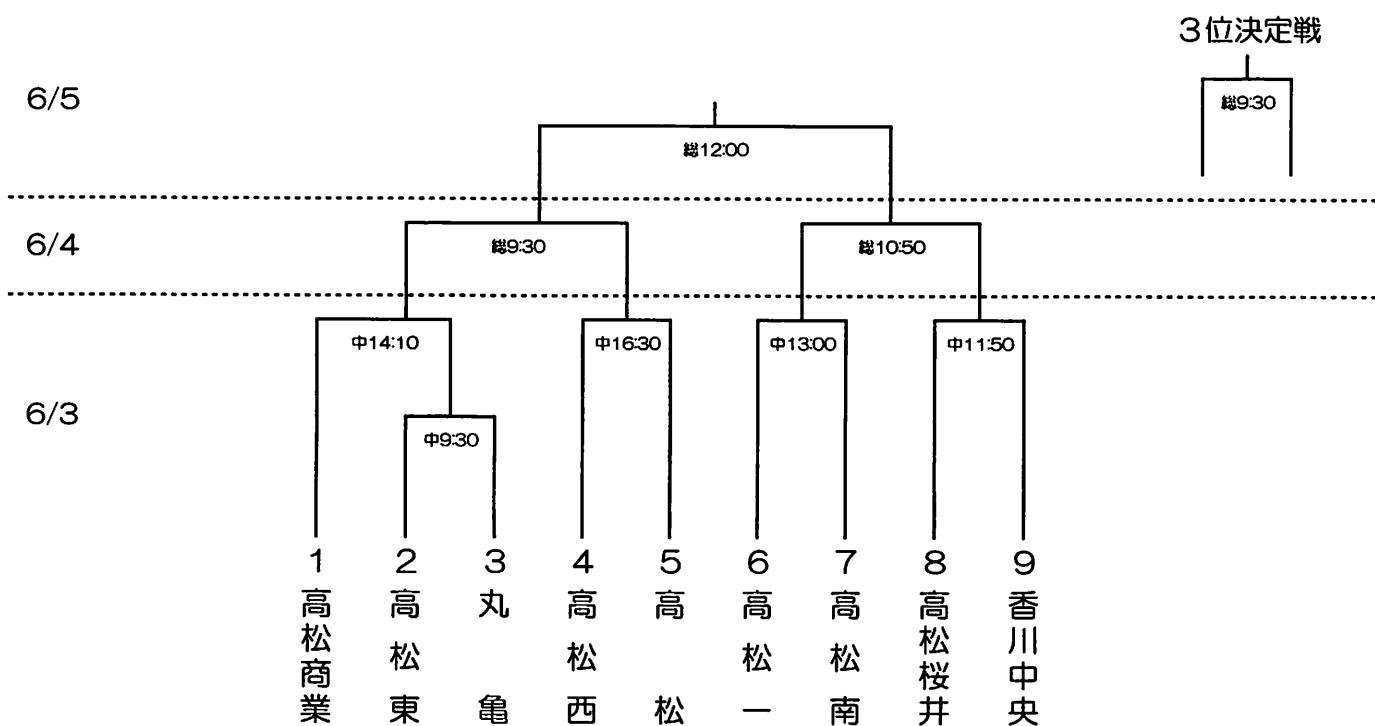 3位決定戦
6/5
総9:30
総12:00
6/4
総9:30
総10:50
中14:10
中16:30
中13:00
中11:50
6/3
中9:30
1
2
3
4
5
6
7
8
9
高松商業
高松東
丸亀
高松西
高松
高松一
高松南
高松桜井
香川中央